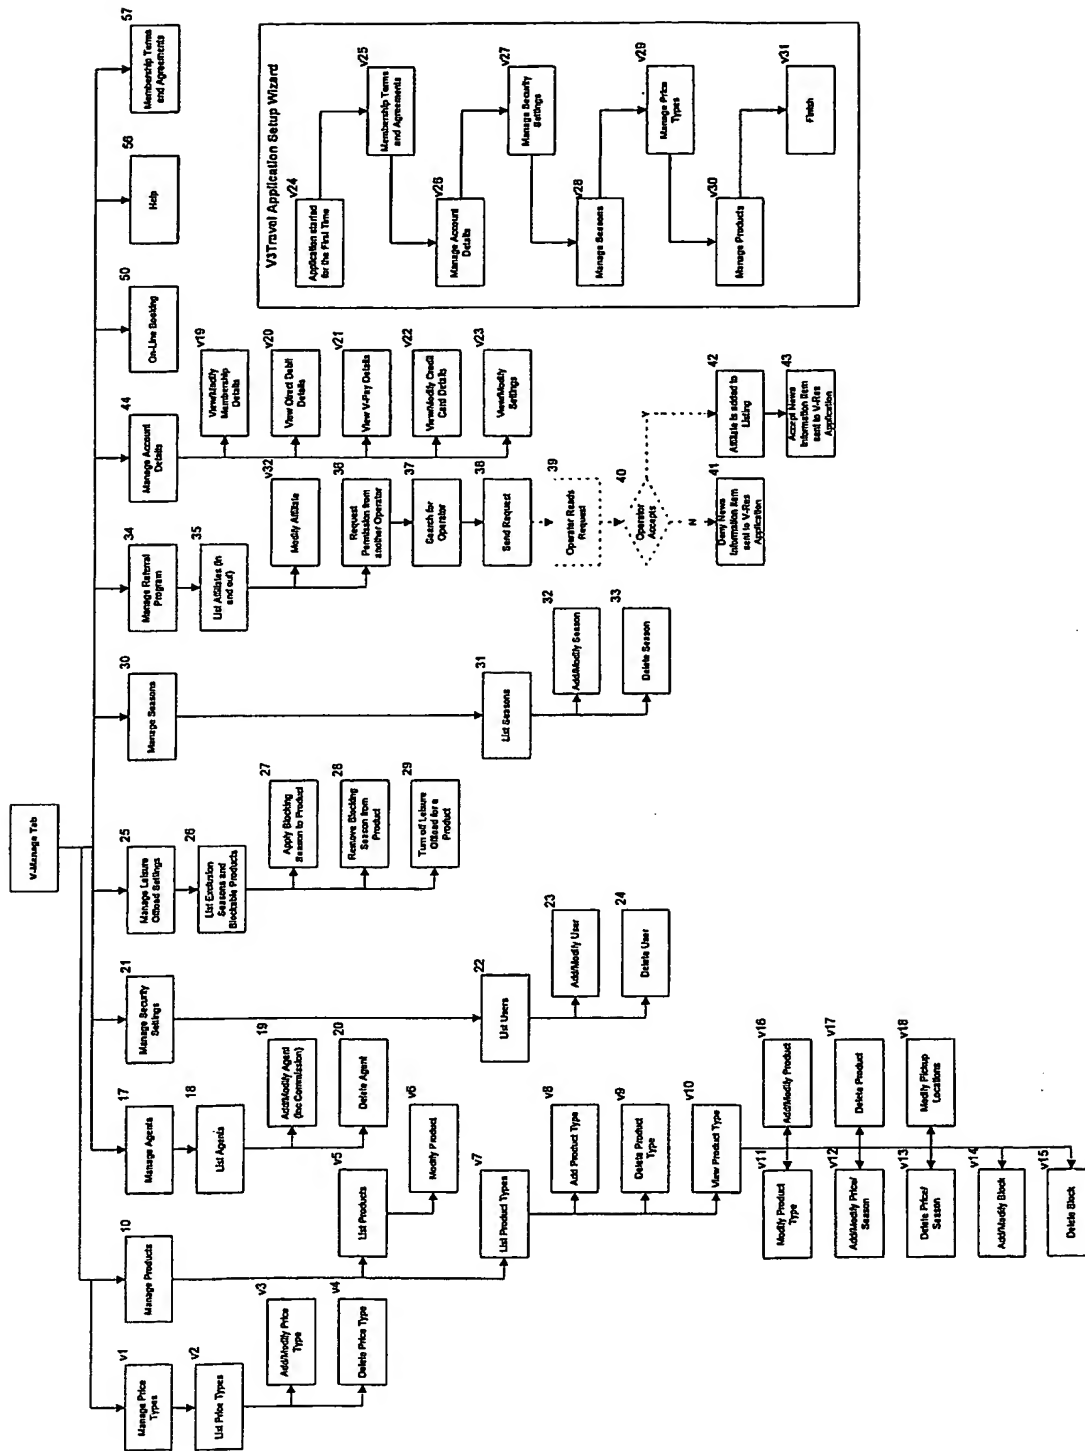 V-Manage Tab
v1
Manage Price
Types
v2
List Price Types
v3
Add/Modify Price
Type
v4
Delete Price Type
10
Manage Products
v5
List Products
v6
Modify Product
v7
List Product Types
v8
Add Product Type
v9
Delete Product
Type
v10
View Product Type
v11
Modify Product
Type
v12
Add/Modify Price/
Season
v13
Delete Price/
Season
v14
Add/Modify Block
v15
Delete Block
v16
Add/Modify Product
v17
Delete Product
v18
Modify Pickup
Locations
17
Manage Agents
18
List Agents
19
Add/Modify Agent
(Inc Commission)
20
Delete Agent
21
Manage Security
Settings
22
List Users
23
Add/Modify User
24
Delete User
25
Manage Leisure
Offload Settings
26
List Exclusion
Seasons and
Blockable Products
27
Apply Blocking
Season to Product
28
Remove Blocking
Season from
Product
29
Turn off Leisure
Offload for a
Product
30
Manage Seasons
31
List Seasons
32
Add/Modify Season
33
Delete Season
34
Manage Referral
Program
35
List Affiliates (in
and out)
v32
Modify Affiliate
36
Request
Permission from
another Operator
37
Search for
Operator
38
Send Request
39
Operator Reads
Request
40
Operator
Accepts
N
Y
41
Deny News
Information Item
sent to V-Res
Application
42
Affiliate is added to
Listing
43
Accept News
Information Item
sent to V-Res
Application
44
Manage Account
Details
v19
View/Modify
Membership
Details
v20
View Direct Debit
Details
v21
View V-Pay Details
v22
View/Modify Credit
Card Details
v23
View/Modify
Settings
50
On-Line Booking
56
Help
57
Membership Terms
and Agreements
V3Travel Application Setup Wizard
v24
Application started
for the First Time
v25
Membership Terms
and Agreements
v26
Manage Account
Details
v27
Manage Security
Settings
v28
Manage Seasons
v29
Manage Price
Types
v30
Manage Products
v31
Finish